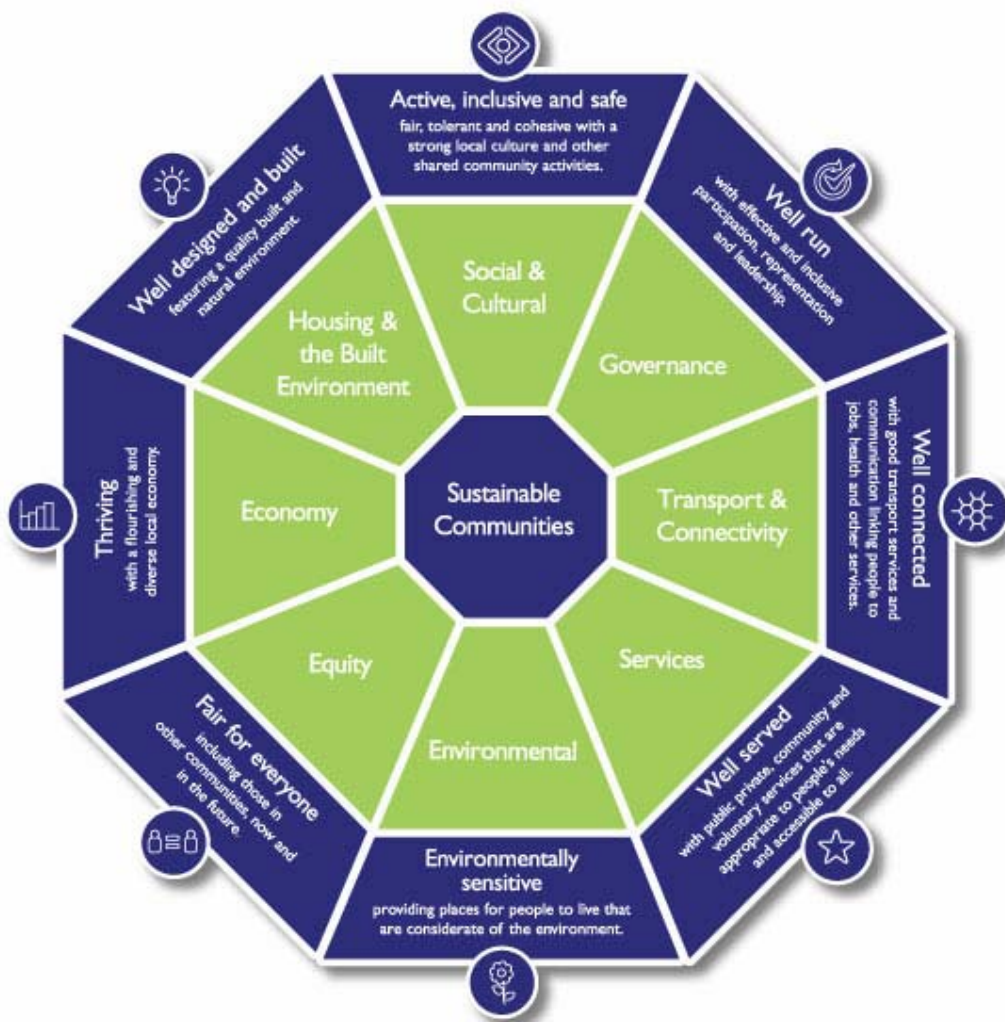 Active, inclusive and safe
fair, tolerant and cohesive with a
strong local culture and other
shared community activities.
Well run
with effective and inclusive
participation, representation
and leadership.
Well connected
with good transport services and
communication linking people to
jobs, health and other services.
Well served
with public private, community and
voluntary services that are
appropriate to people's needs
and accessible to all.
Environmentally
sensitive
providing places for people to live that
are considerate of the environment.
Fair for everyone
including those in
other communities, now and
in the future.
Thriving
with a flourishing and
diverse local economy.
Well designed and built
featuring a quality built and
natural environment.
Social &
Cultural
Governance
Transport &
Connectivity
Services
Environmental
Equity
Economy
Housing &
the Built
Environment
Sustainable
Communities